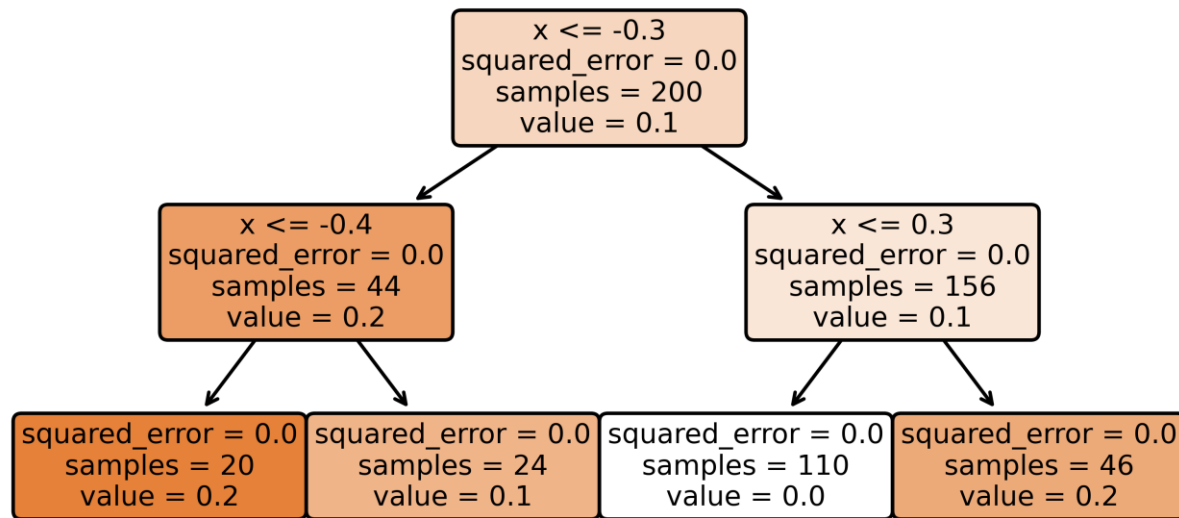 x <= -0.3
squared_error = 0.0
samples = 200
value = 0.1
x <= -0.4
squared_error = 0.0
samples = 44
value = 0.2
x <= 0.3
squared_error = 0.0
samples = 156
value = 0.1
squared_error = 0.0
samples = 20
value = 0.2
squared_error = 0.0
samples = 24
value = 0.1
squared_error = 0.0
samples = 110
value = 0.0
squared_error = 0.0
samples = 46
value = 0.2